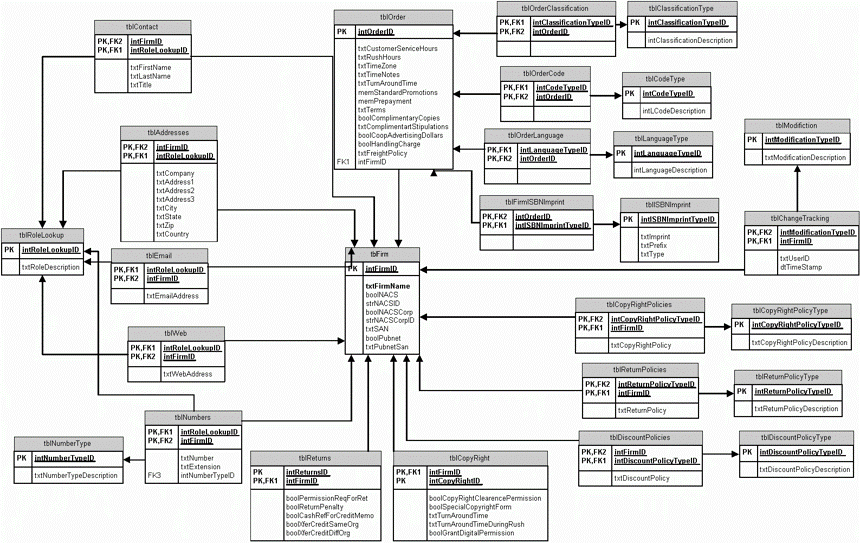 tblContact
PK,FK2 intFirmID
PK,FK1 intRoleLookupID
txtFirstName
txtLastName
txtTitle
tblOrder
PK intOrderID
txtCustomerServiceHours
txtRushHours
txtTimeZone
txtTimeNotes
txtTurnAroundTime
memStandardPromotions
memPrepayment
txtTerms
boolComplimentaryCopies
txtComplimentartStipulations
boolCoopAdvertisingDollars
boolHandlingCharge
txtFreightPolicy
FK1 intFirmID
tblOrderClassification
PK,FK1 intClassificationTypeID
PK,FK2 intOrderID
tblClassificationType
PK intClassificationTypeID
intClassificationDescription
tblOrderCode
PK,FK1 intCodeTypeID
PK,FK2 intOrderID
tblCodeType
PK intCodeTypeID
intLCodeDescription
tblOrderLanguage
PK,FK1 intLanguageTypeID
PK,FK2 intOrderID
tblLanguageType
PK intLanguageTypeID
intLanguageDescription
tblModifiction
PK intModificationTypeID
txtModificationDescription
tblAddresses
PK,FK2 intFirmID
PK,FK1 intRoleLookupID
txtCompany
txtAddress1
txtAddress2
txtAddress3
txtCity
txtState
txtZip
txtCountry
tblFirmISBNImprint
PK,FK2 intOrderID
PK,FK1 intISBNImprintTypeID
tblISBNImprint
PK intISBNImprintTypeID
txtImprint
txtPrefix
txtType
tblChangeTracking
PK,FK2 intModificationTypeID
PK,FK1 intFirmID
txtUserID
dtTimeStamp
tblRoleLookup
PK intRoleLookupID
txtRoleDescription
tblEmail
PK,FK1 intRoleLookupID
PK,FK2 intFirmID
txtEmailAddress
tblFirm
PK intFirmID
txtFirmName
boolNACS
strNACSID
boolNACSCorp
strNACSCorpID
txtSAN
boolPubnet
txtPubnetSan
tblCopyRightPolicies
PK,FK2 intCopyRightPolicyTypeID
PK,FK1 intFirmID
txtCopyRightPolicy
tblCopyRightPolicyType
PK intCopyRightPolicyTypeID
txtCopyRightPolicyDescription
tblWeb
PK,FK1 intRoleLookupID
PK,FK2 intFirmID
txtWebAddress
tblReturnPolicies
PK,FK2 intReturnPolicyTypeID
PK,FK1 intFirmID
txtReturnPolicy
tblReturnPolicyType
PK intReturnPolicyTypeID
txtReturnPolicyDescription
tblNumbers
PK,FK1 intRoleLookupID
PK,FK2 intFirmID
txtNumber
txtExtension
FK3 intNumberTypeID
tblNumberType
PK intNumberTypeID
txtNumberTypeDescription
tblDiscountPolicies
PK,FK2 intFirmID
PK,FK1 intDiscountPolicyTypeID
txtDiscountPolicy
tblDiscountPolicyType
PK intDiscountPolicyTypeID
txtDiscountPolicyDescription
tblReturns
PK intReturnsID
PK,FK1 intFirmID
boolPermissionReqForRet
boolReturnPenalty
boolCashRefForCreditMemo
boolXferCreditSameOrg
boolXferCreditDiffOrg
tblCopyRight
PK,FK1 intFirmID
PK intCopyRightID
boolCopyRightClearencePermission
boolSpecialCopyrightForm
txtTurnAroundTime
txtTurnAroundTimeDuringRush
boolGrantDigitalPermission